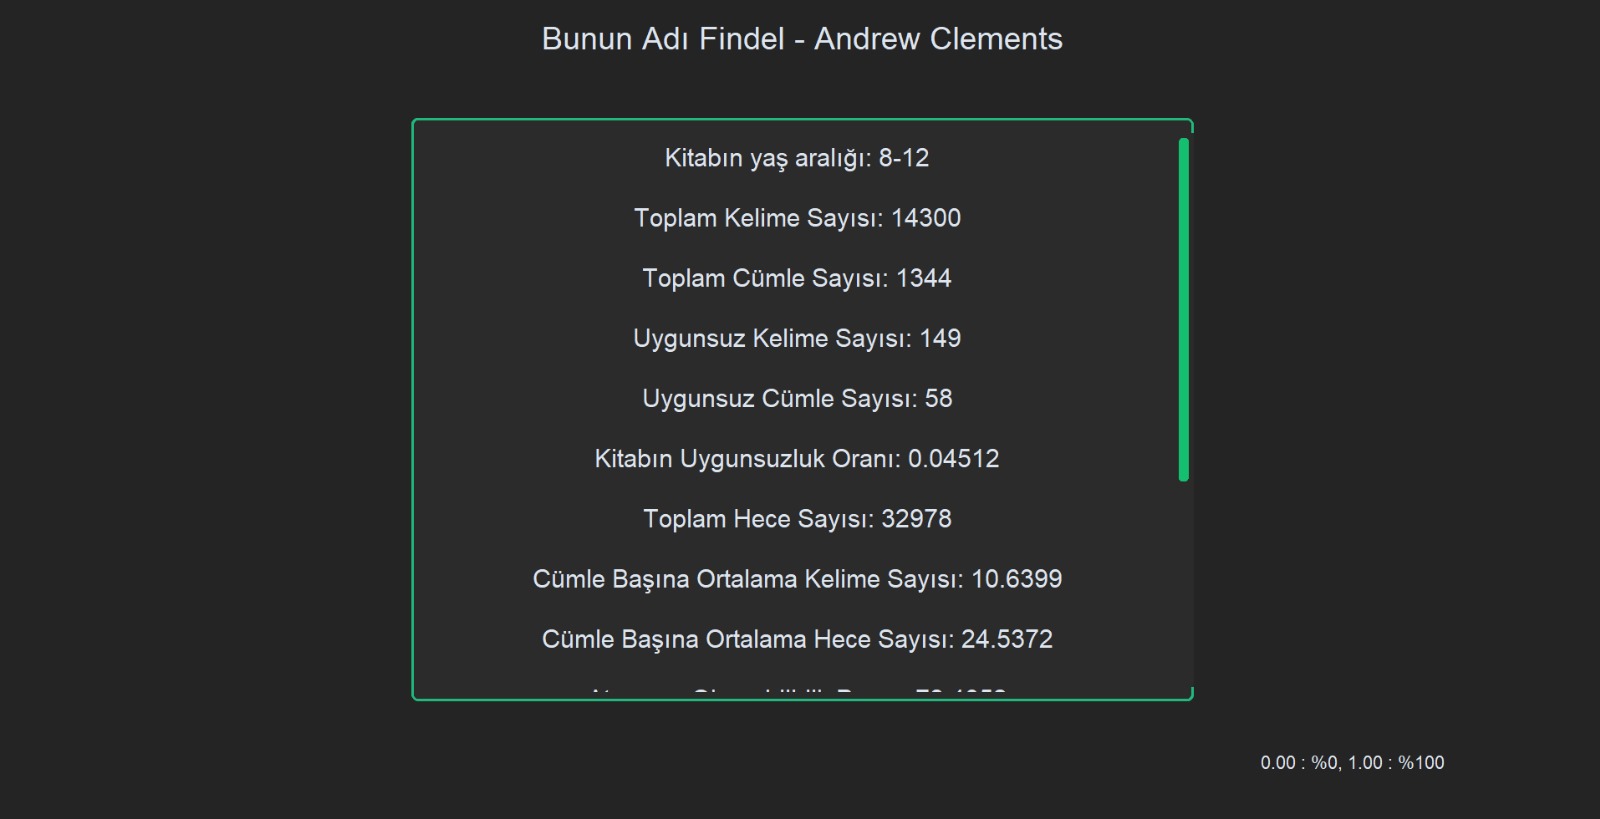 Bunun Adı Findel - Andrew Clements
Kitabın yaş aralığı: 8-12
Toplam Kelime Sayısı: 14300
Toplam Cümle Sayısı: 1344
Uygunsuz Kelime Sayısı: 149
Uygunsuz Cümle Sayısı: 58
Kitabın Uygunsuzluk Oranı: 0.04512
Toplam Hece Sayısı: 32978
Cümle Başına Ortalama Kelime Sayısı: 10.6399
Cümle Başına Ortalama Hece Sayısı: 24.5372
0.00 : %0, 1.00 : %100